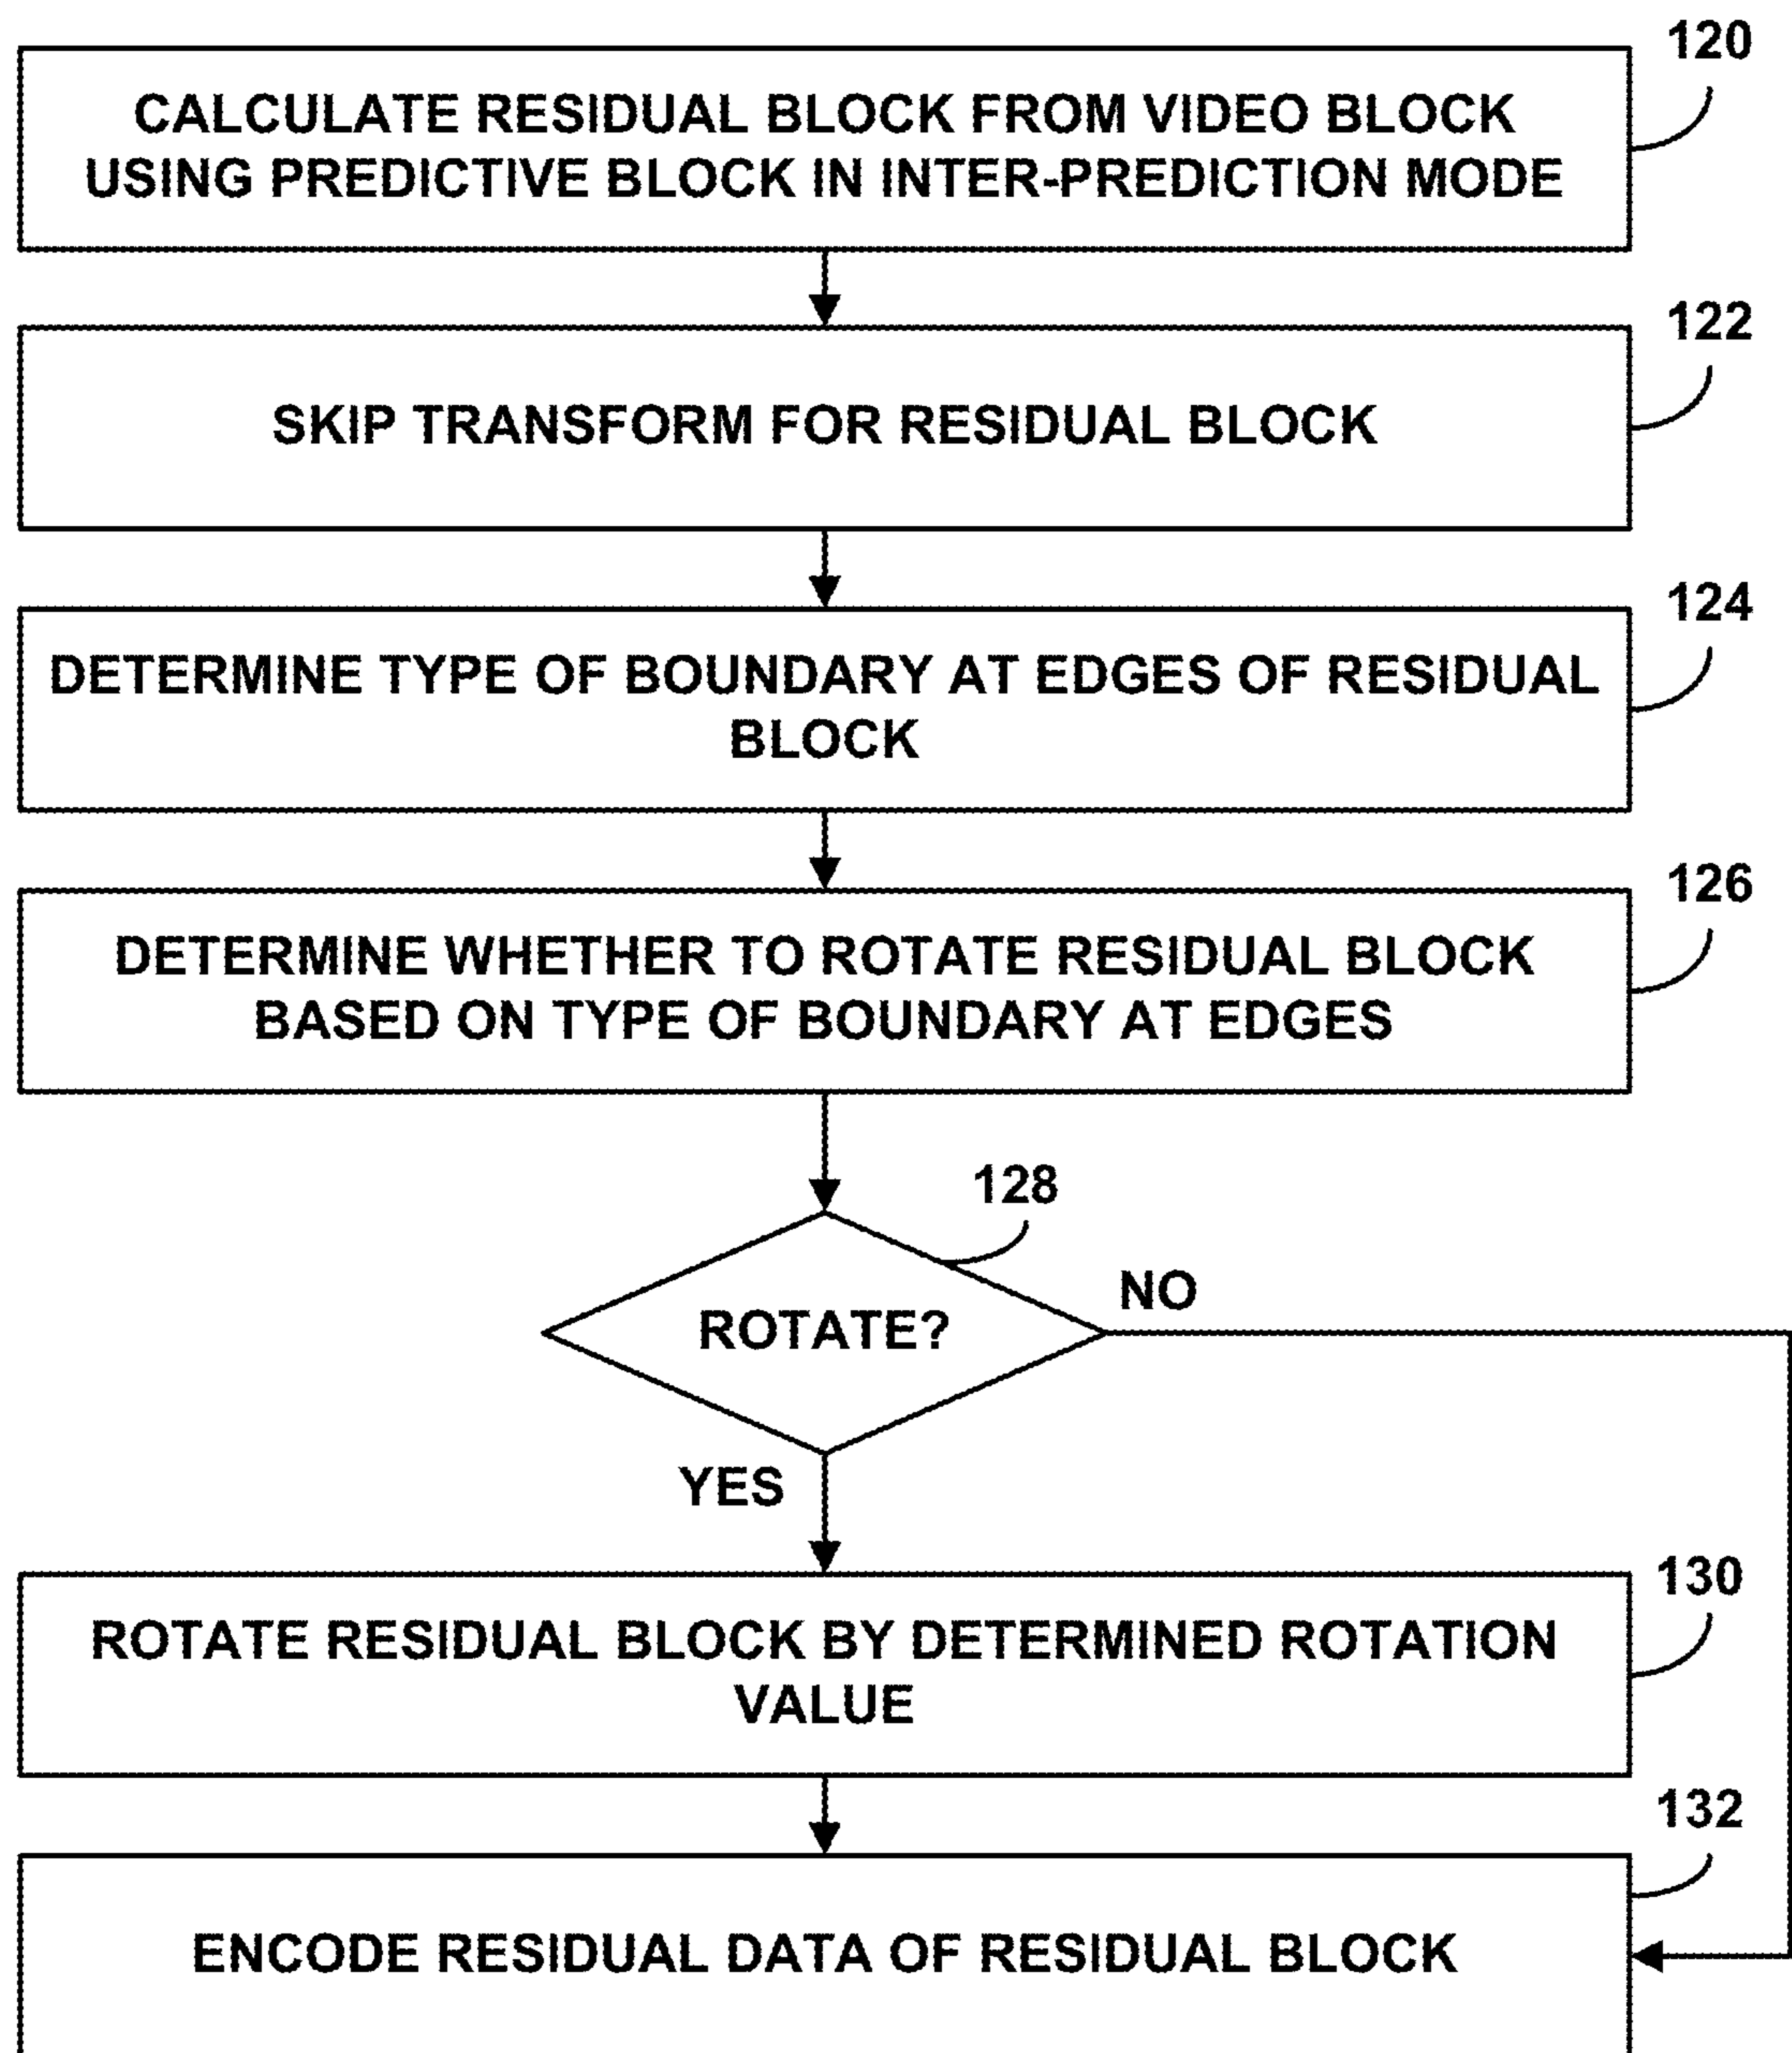 120
CALCULATE RESIDUAL BLOCK FROM VIDEO BLOCK
USING PREDICTIVE BLOCK IN INTER-PREDICTION MODE
122
SKIP TRANSFORM FOR RESIDUAL BLOCK
124
DETERMINE TYPE OF BOUNDARY AT EDGES OF RESIDUAL
BLOCK
126
DETERMINE WHETHER TO ROTATE RESIDUAL BLOCK
BASED ON TYPE OF BOUNDARY AT EDGES
128
NO
ROTATE?
YES
130
ROTATE RESIDUAL BLOCK BY DETERMINED ROTATION
VALUE
132
ENCODE RESIDUAL DATA OF RESIDUAL BLOCK